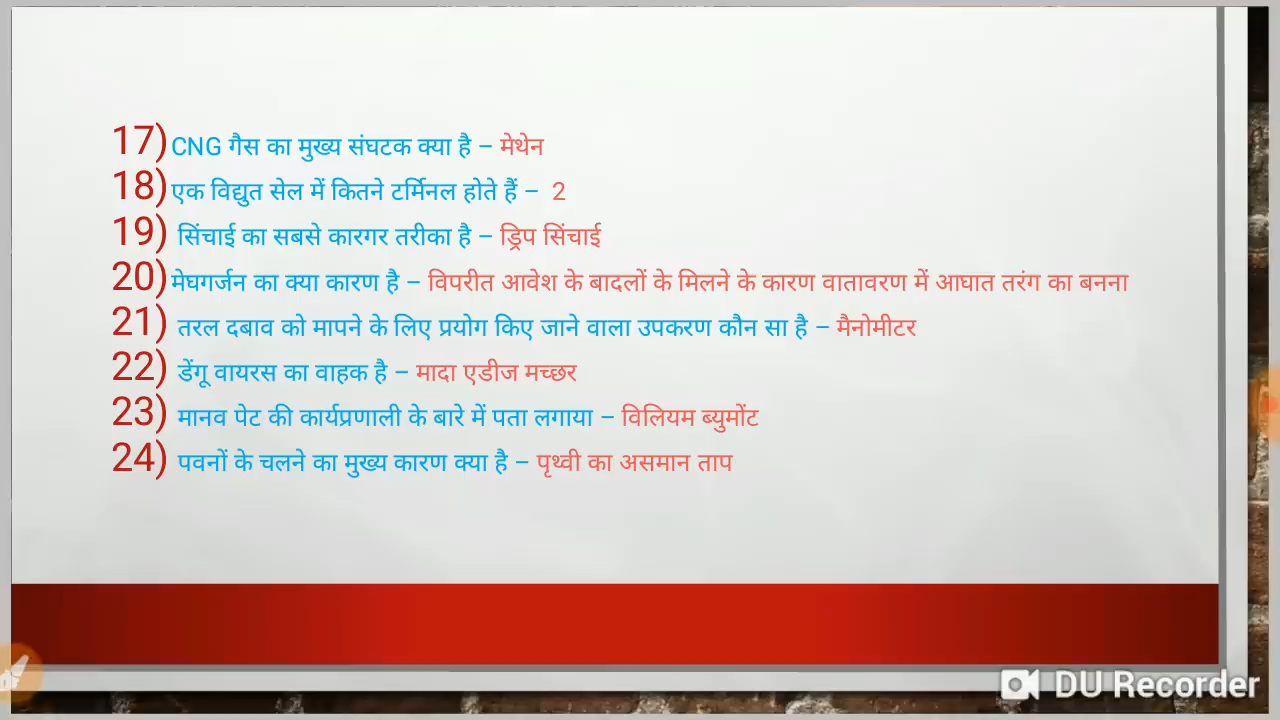 17) CNG गैस का मुख्य संघटक क्या है – मेथेन
18) एक विद्युत सेल में कितने टर्मिनल होते हैं – 2
19) सिंचाई का सबसे कारगर तरीका है – ड्रिप सिंचाई
20) मेघगर्जन का क्या कारण है – विपरीत आवेश के बादलों के मिलने के कारण वातावरण में आघात तरंग का बनना
21) तरल दबाव को मापने के लिए प्रयोग किए जाने वाला उपकरण कौन सा है – मैनोमीटर
22) डेंगू वायरस का वाहक है – मादा एडीज मच्छर
23) मानव पेट की कार्यप्रणाली के बारे में पता लगाया – विलियम ब्युमोंट
24) पवनों के चलने का मुख्य कारण क्या है – पृथ्वी का असमान ताप
DU Recorder